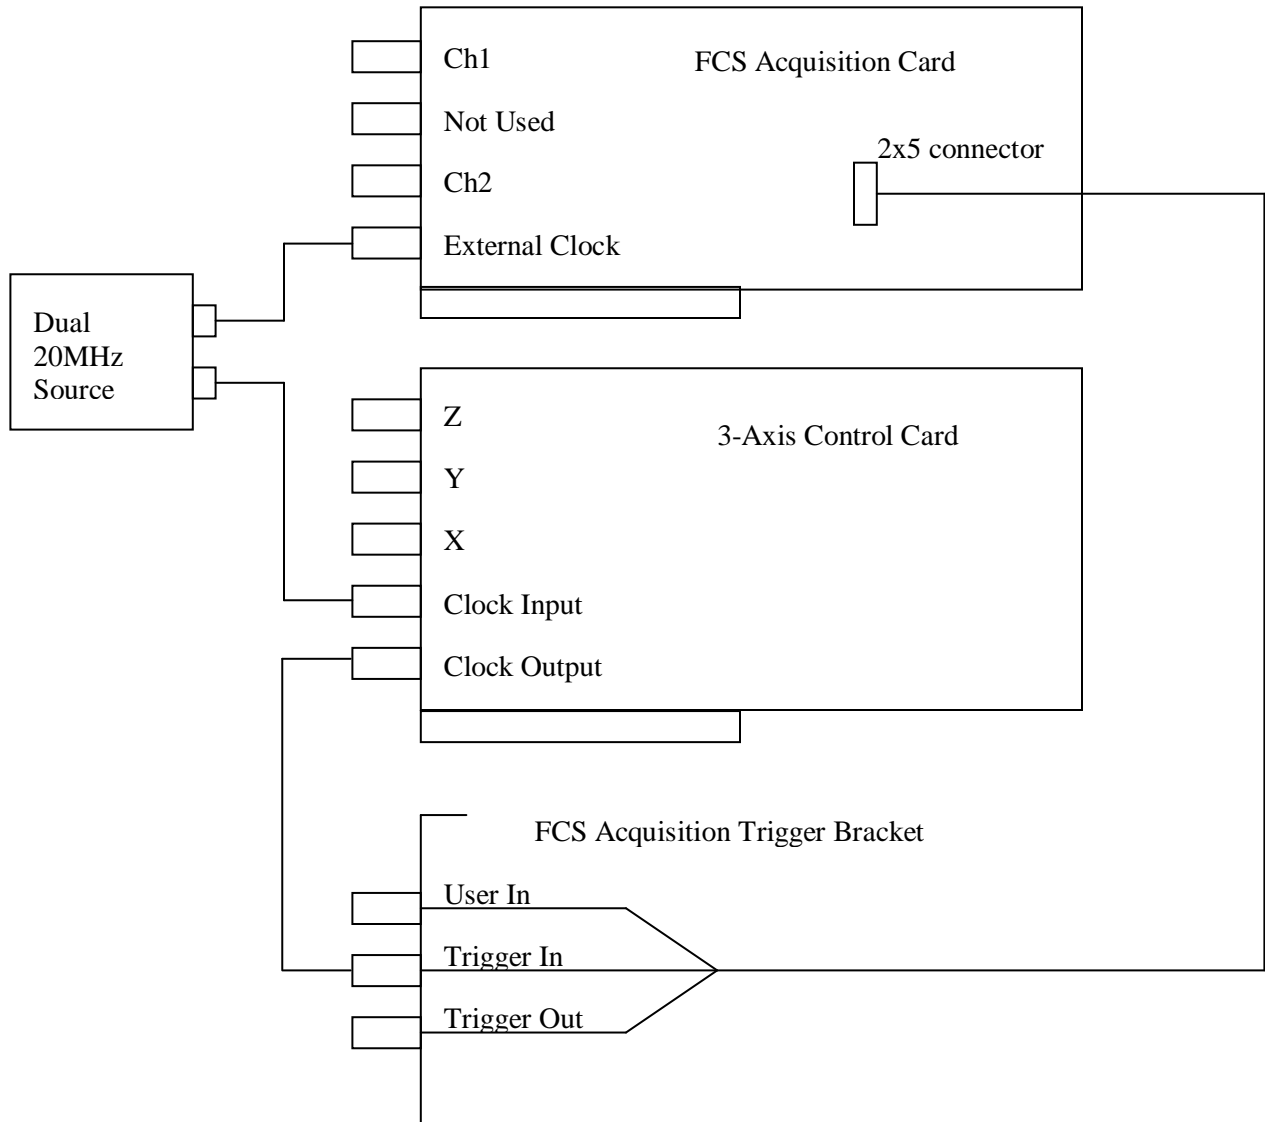 Ch1
FCS Acquisition Card
Not Used
2x5 connector
Ch2
External Clock
Dual
20MHz
Source
Z
3-Axis Control Card
Y
X
Clock Input
Clock Output
FCS Acquisition Trigger Bracket
User In
Trigger In
Trigger Out